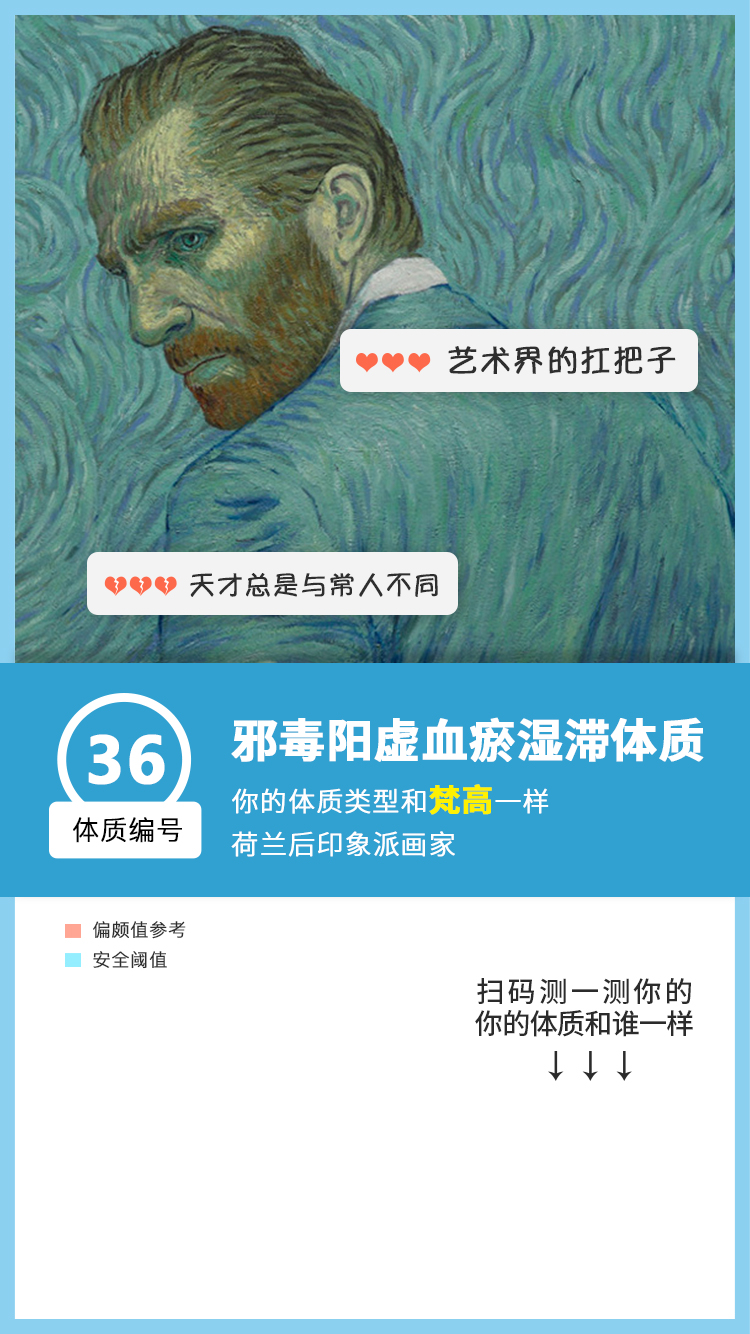 艺术界的扛把子
天才总是与常人不同
36
体质编号
邪毒阳虚血瘀湿滞体质
你的体质类型和梵高一样
荷兰后印象派画家
偏颇值参考
安全阈值
扫码测一测你的
你的体质和谁一样
↓↓↓